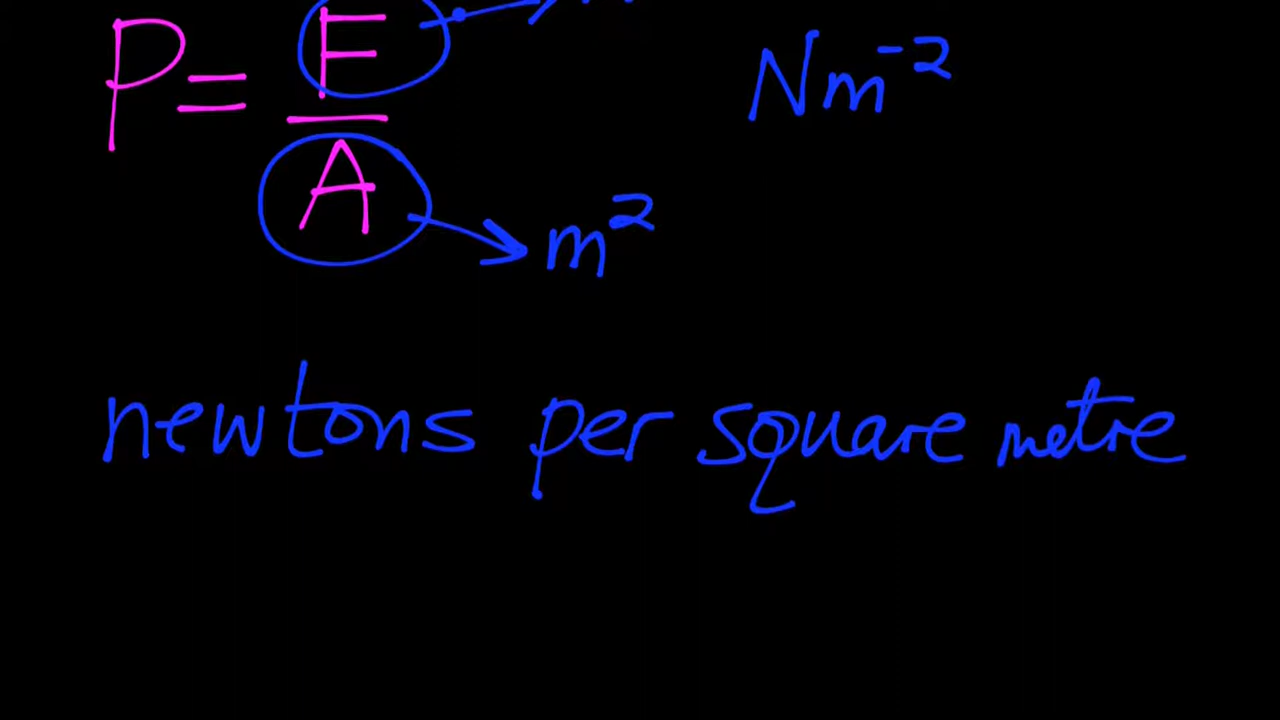 P = F / A
Nm⁻²
m²
newtons per square metre